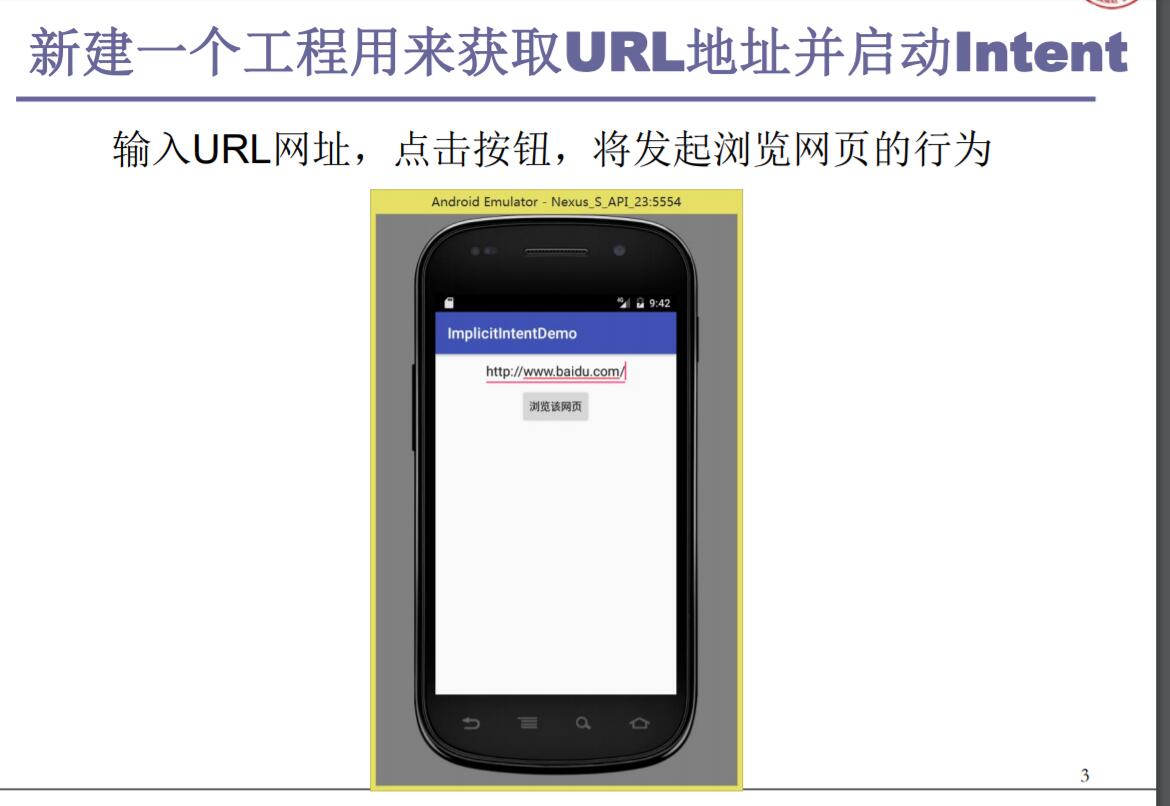 新建一个工程用来获取URL地址并启动Intent
输入URL网址，点击按钮，将发起浏览网页的行为
Android Emulator - Nexus_S_API_23:5554
4G 9:42
ImplicitIntentDemo
http://www.baidu.com/
浏览该网页
3